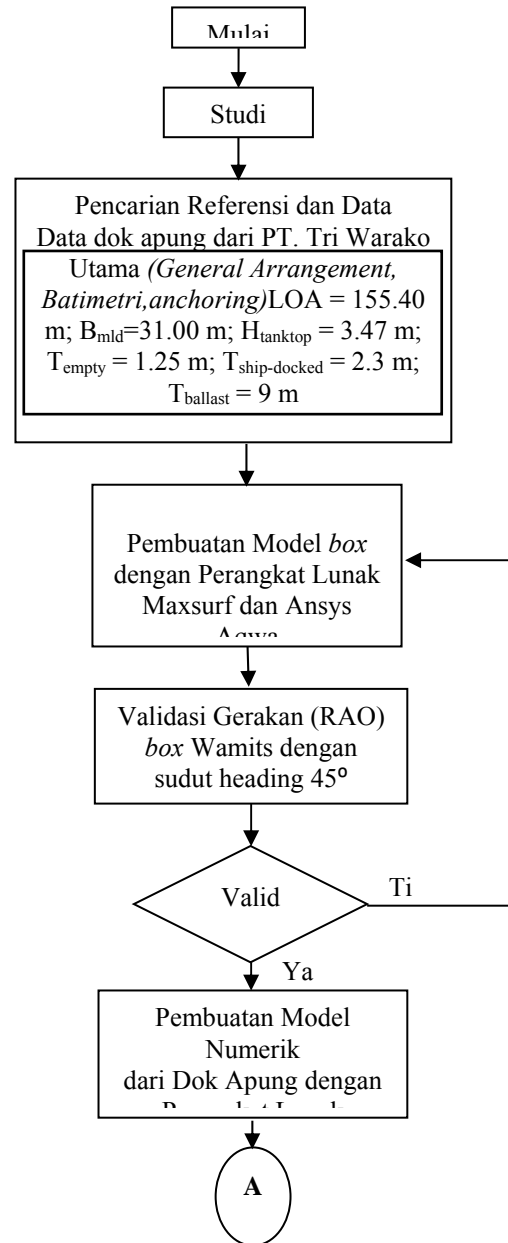 Mulai
Studi
Pencarian Referensi dan Data
Data dok apung dari PT. Tri Warako
Utama (General Arrangement,
Batimetri,anchoring)LOA = 155.40
m; Bmld=31.00 m; Htanktop = 3.47 m;
Tempty = 1.25 m; Tship-docked = 2.3 m;
Tballast = 9 m
Pembuatan Model box
dengan Perangkat Lunak
Maxsurf dan Ansys
Aqwa
Validasi Gerakan (RAO)
box Wamits dengan
sudut heading 45⁰
Valid
Ti
Ya
Pembuatan Model
Numerik
dari Dok Apung dengan
A